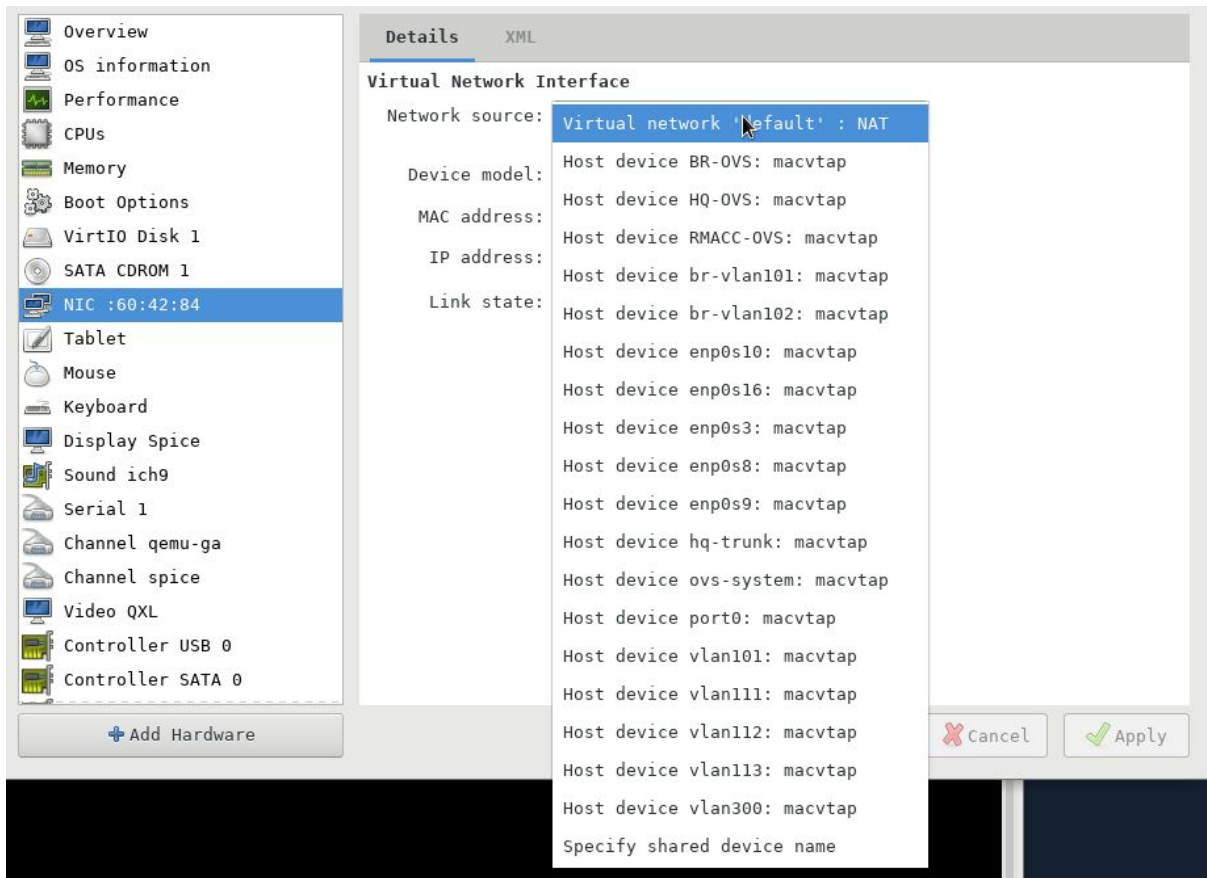 Overview
OS information
Performance
CPUs
Memory
Boot Options
VirtIO Disk 1
SATA CDROM 1
NIC :60:42:84
Tablet
Mouse
Keyboard
Display Spice
Sound ich9
Serial 1
Channel qemu-ga
Channel spice
Video QXL
Controller USB 0
Controller SATA 0
Add Hardware
Details XML
Virtual Network Interface
Network source:
Device model:
MAC address:
IP address:
Link state:
Virtual network 'default' : NAT
Host device BR-OVS: macvtap
Host device HQ-OVS: macvtap
Host device RMACC-OVS: macvtap
Host device br-vlan101: macvtap
Host device br-vlan102: macvtap
Host device enp0s10: macvtap
Host device enp0s16: macvtap
Host device enp0s3: macvtap
Host device enp0s8: macvtap
Host device enp0s9: macvtap
Host device hq-trunk: macvtap
Host device ovs-system: macvtap
Host device port0: macvtap
Host device vlan101: macvtap
Host device vlan111: macvtap
Host device vlan112: macvtap
Host device vlan113: macvtap
Host device vlan300: macvtap
Specify shared device name
Cancel Apply